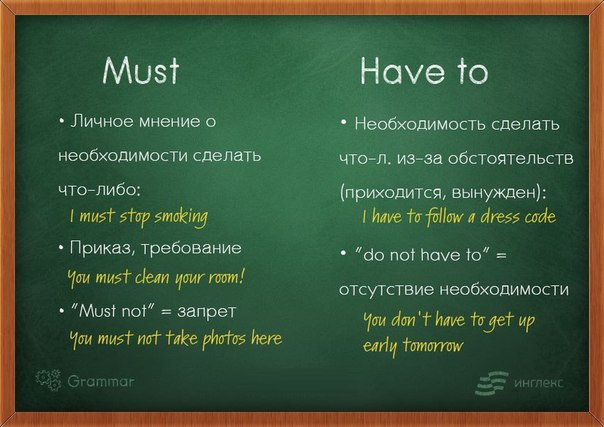 Must
• Личное мнение о
необходимости сделать
что-либо:
I must stop smoking
• Приказ, требование
You must clean your room!
• "Must not" = запрет
You must not take photos here
Have to
• Необходимость сделать
что-л. из-за обстоятельств
(приходится, вынужден):
I have to follow a dress code
• "do not have to" =
отсутствие необходимости
You don't have to get up
early tomorrow
Grammar
инглекс